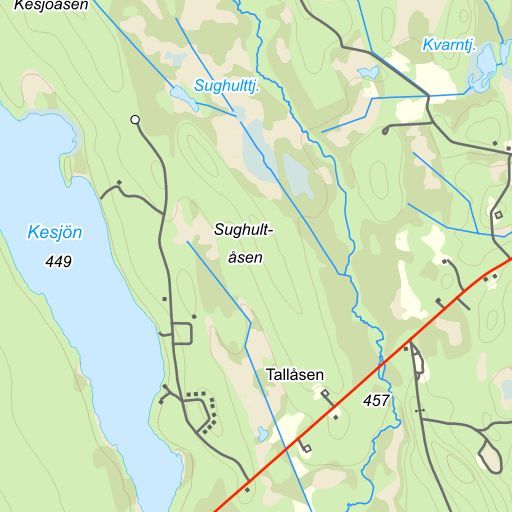 Kesjöåsen
Kvarntj.
Sughulttj.
Kesjön
449
Sughult-
åsen
Tallåsen
457